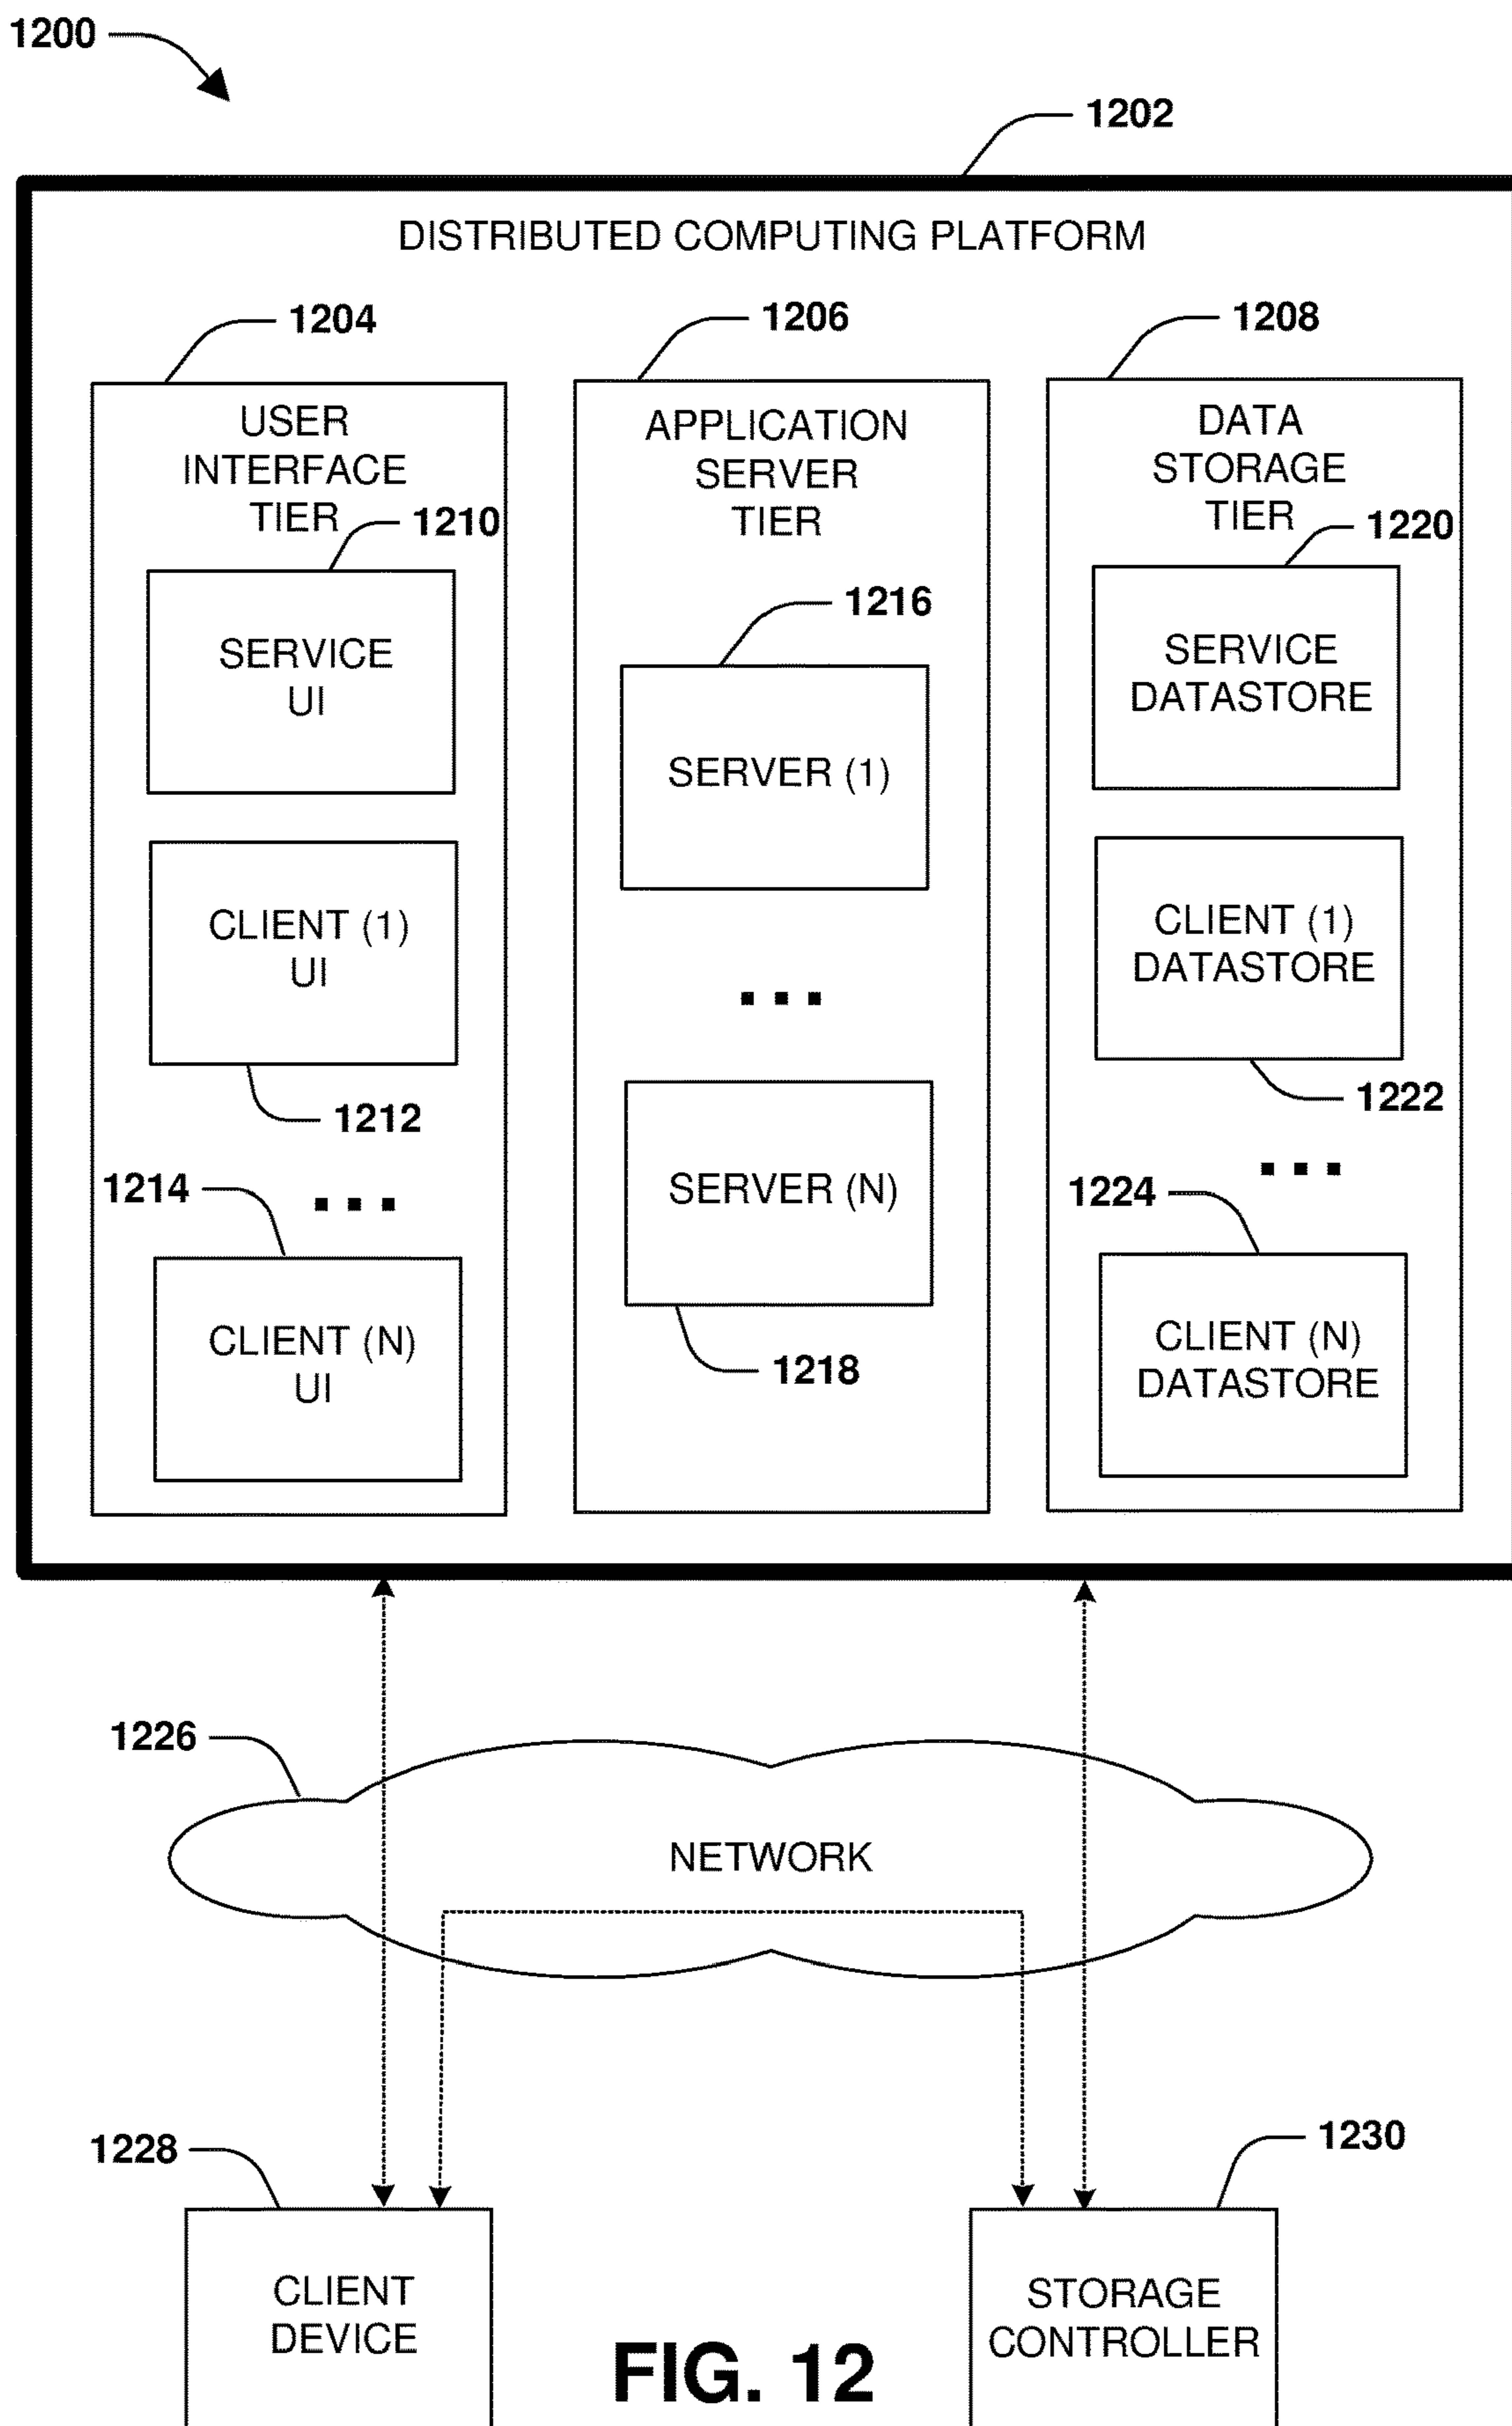 1200
1202
DISTRIBUTED COMPUTING PLATFORM
1204
USER
INTERFACE
TIER
1210
SERVICE
UI
CLIENT (1)
UI
1212
1214
...
CLIENT (N)
UI
1206
APPLICATION
SERVER
TIER
1216
SERVER (1)
...
SERVER (N)
1218
1208
DATA
STORAGE
TIER
1220
SERVICE
DATASTORE
CLIENT (1)
DATASTORE
1222
...
1224
CLIENT (N)
DATASTORE
1226
NETWORK
1228
CLIENT
DEVICE
1230
STORAGE
CONTROLLER
FIG. 12